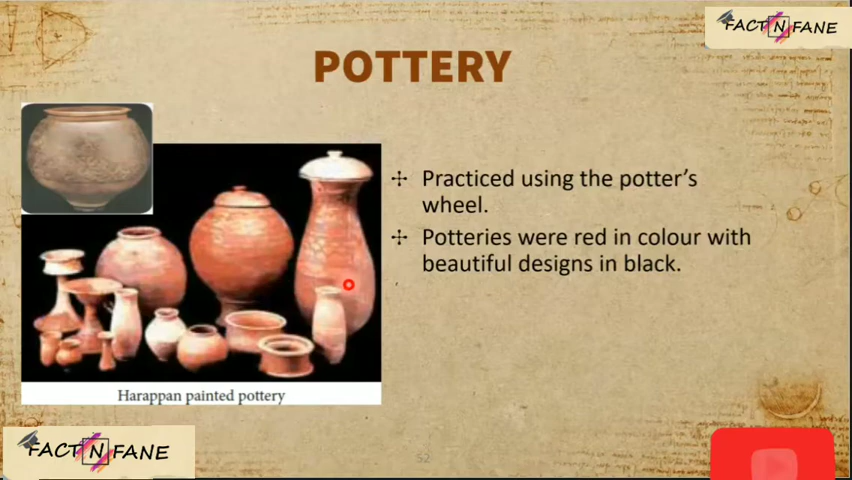 FACT N FANE
POTTERY
Practiced using the potter's
wheel.
Potteries were red in colour with
beautiful designs in black.
Harappan painted pottery
FACT N FANE
52